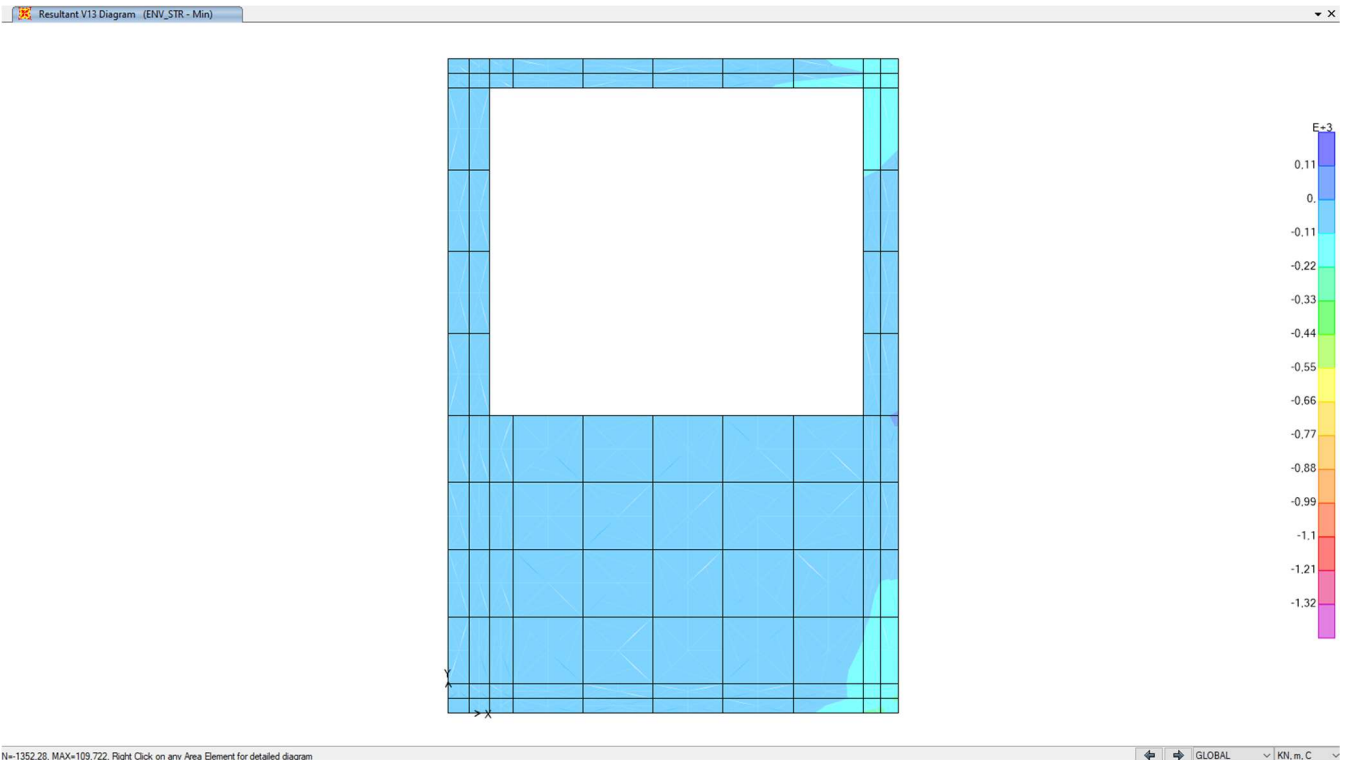 Resultant V13 Diagram (ENV_STR - Min)
E+3
0,11
0,
-0,11
-0,22
-0,33
-0,44
-0,55
-0,66
-0,77
-0,88
-0,99
-1,1
-1,21
-1,32
Y
X
N=-1352.28, MAX=109.722, Right Click on any Area Element for detailed diagram
GLOBAL
KN, m, C